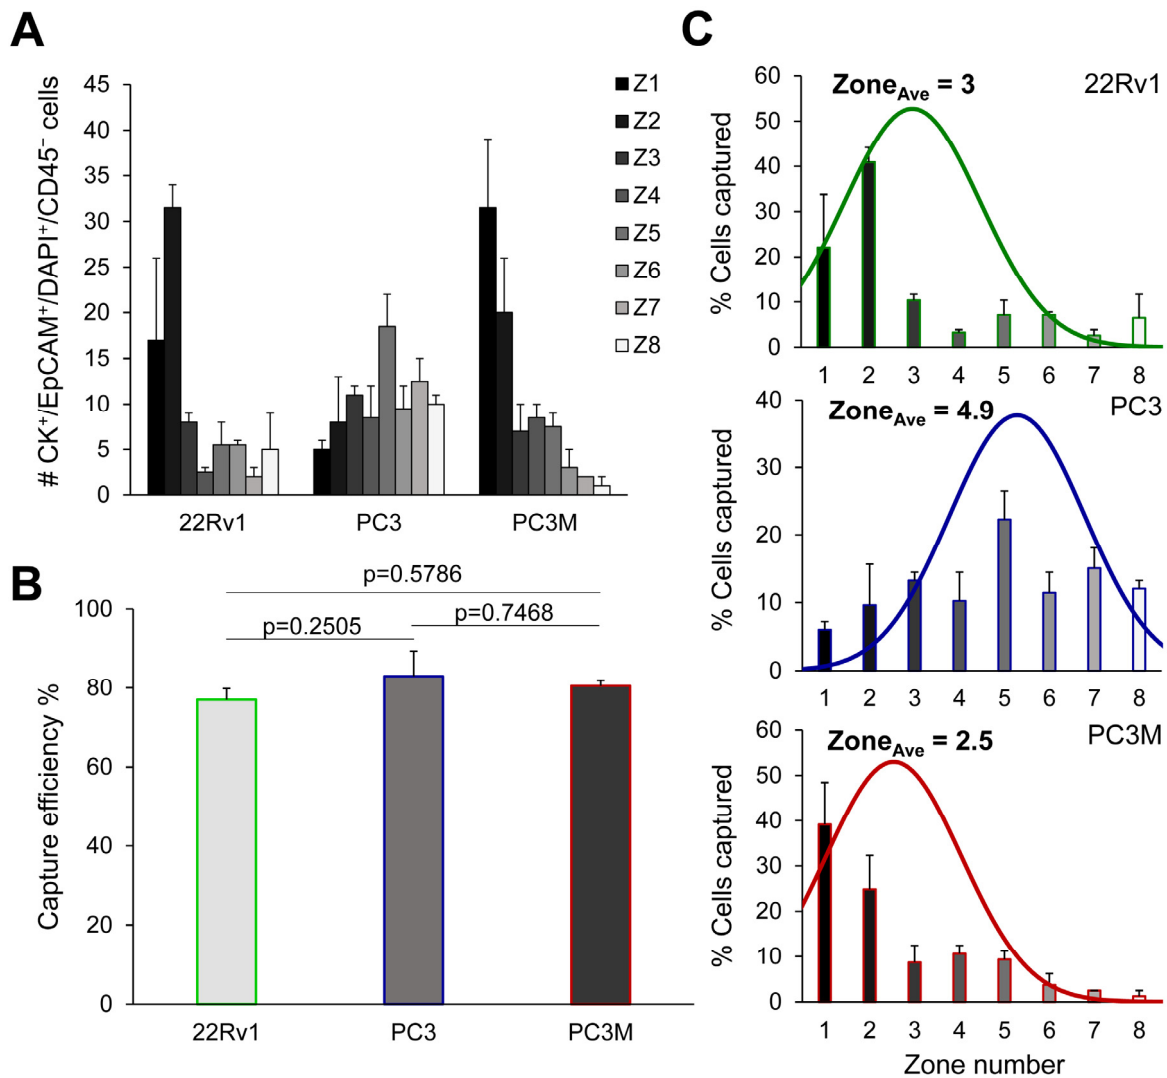 A
# CK⁺/EpCAM⁺/DAPI⁺/CD45⁻ cells
45
40
35
30
25
20
15
10
5
0
22Rv1 PC3 PC3M
Z1
Z2
Z3
Z4
Z5
Z6
Z7
Z8
B
Capture efficiency %
100
80
60
40
20
0
p=0.5786
p=0.2505
p=0.7468
22Rv1 PC3 PC3M
C
% Cells captured
60
50
40
30
20
10
0
Zone_Ave = 3
22Rv1
1 2 3 4 5 6 7 8
% Cells captured
40
30
20
10
0
Zone_Ave = 4.9
PC3
1 2 3 4 5 6 7 8
% Cells captured
60
50
40
30
20
10
0
Zone_Ave = 2.5
PC3M
1 2 3 4 5 6 7 8
Zone number